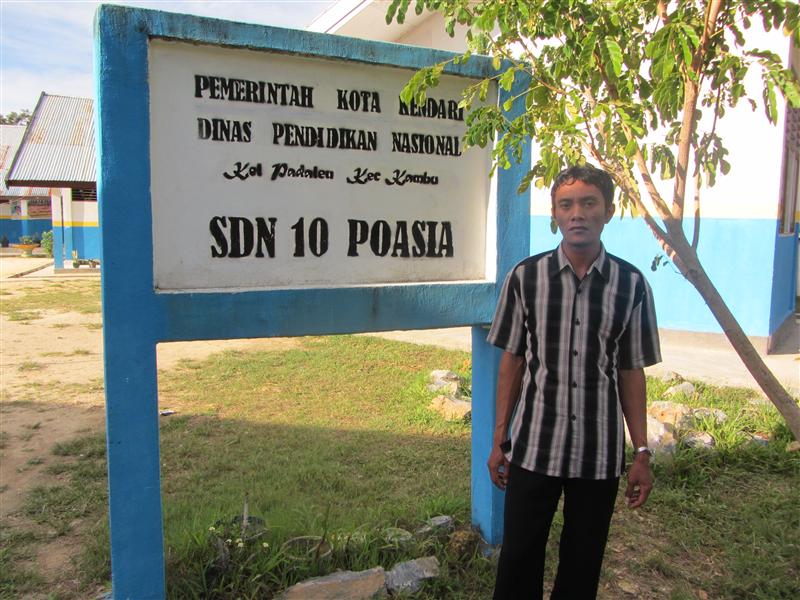 PEMERINTAH KOTA KENDARI
DINAS PENDIDIKAN NASIONAL
Kel Padaleu Kec Kambu
SDN 10 POASIA